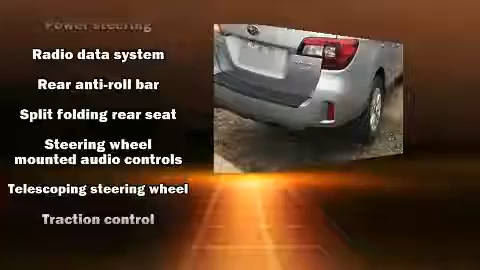 Power steering
Radio data system
Rear anti-roll bar
Split folding rear seat
Steering wheel
mounted audio controls
Telescoping steering wheel
Traction control